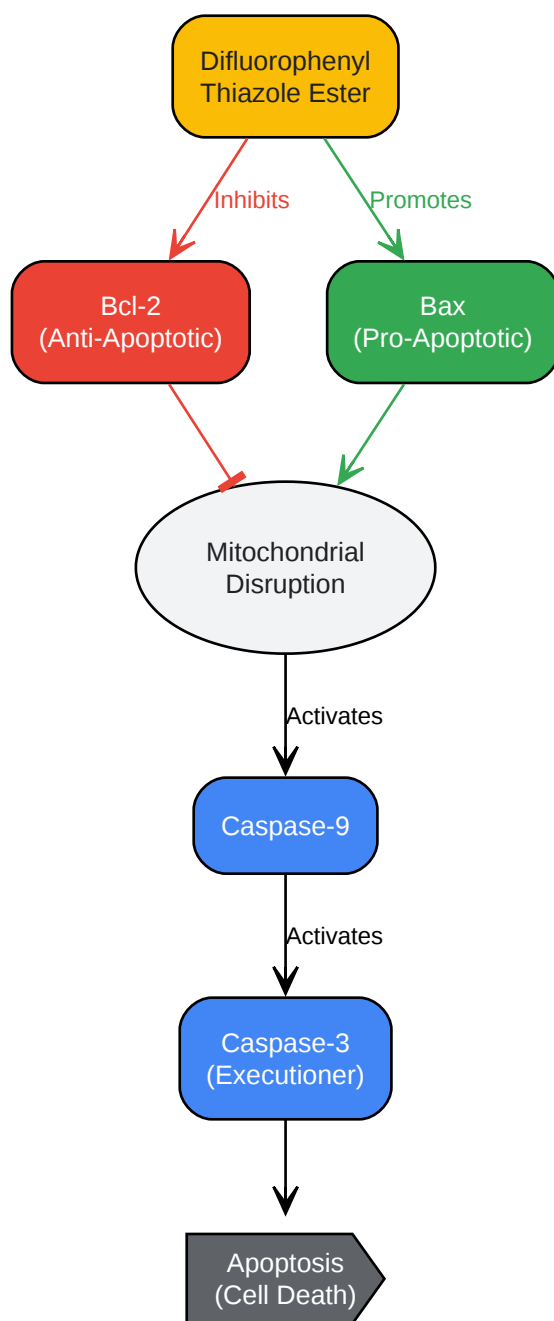 Difluorophenyl
Thiazole Ester
Inhibits
Promotes
Bcl-2
(Anti-Apoptotic)
Bax
(Pro-Apoptotic)
Mitochondrial
Disruption
Activates
Caspase-9
Activates
Caspase-3
(Executioner)
Apoptosis
(Cell Death)